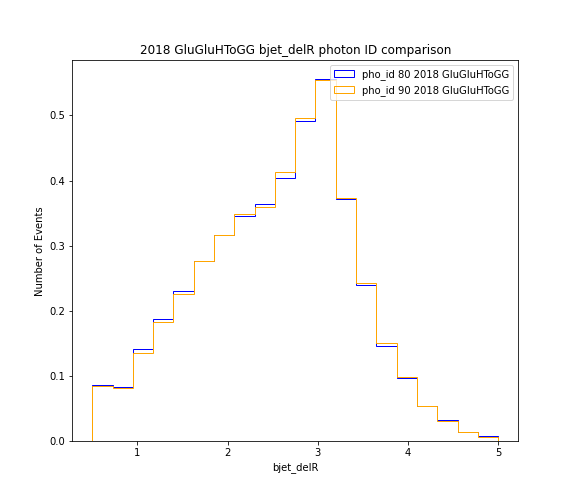 2018 GluGluHToGG bjet_delR photon ID comparison
pho_id 80 2018 GluGluHToGG
pho_id 90 2018 GluGluHToGG
Number of Events
0.5
0.4
0.3
0.2
0.1
0.0
1 2 3 4 5
bjet_delR